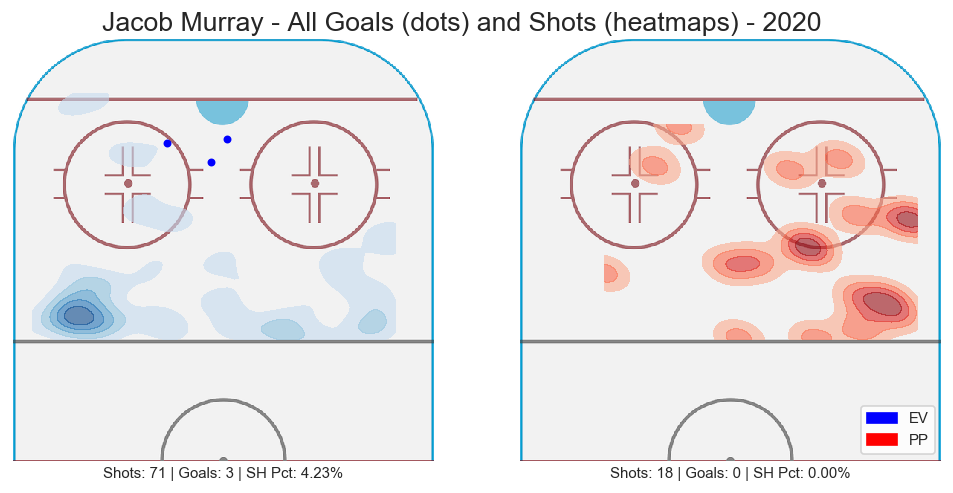 Jacob Murray - All Goals (dots) and Shots (heatmaps) - 2020
EV
PP
Shots: 71 | Goals: 3 | SH Pct: 4.23%
Shots: 18 | Goals: 0 | SH Pct: 0.00%